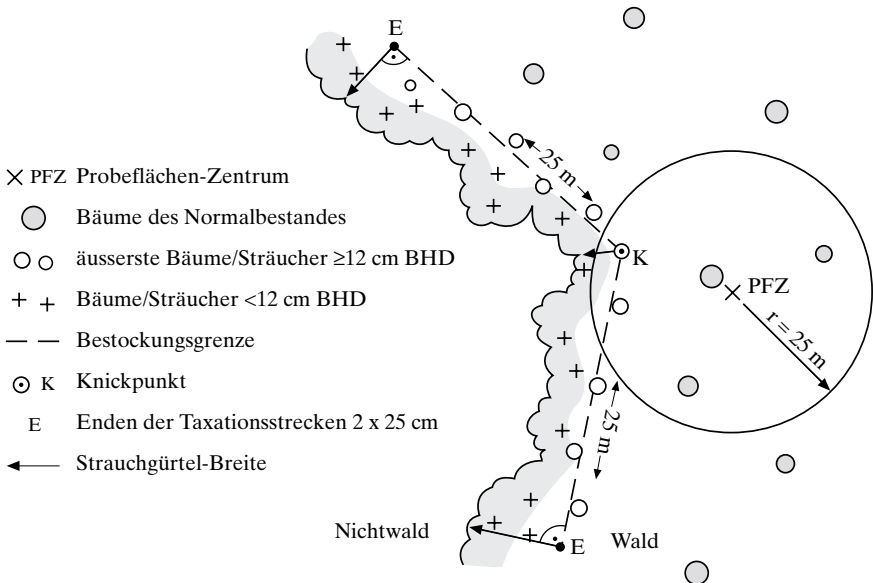 E
25 m
× PFZ Probeflächen-Zentrum
Bäume des Normalbestandes
äusserste Bäume/Sträucher ≥12 cm BHD
Bäume/Sträucher <12 cm BHD
Bestockungsgrenze
K Knickpunkt
E Enden der Taxationsstrecken 2 x 25 cm
Strauchgürtel-Breite
K
PFZ
r = 25 m
25 m
Nichtwald
E
Wald